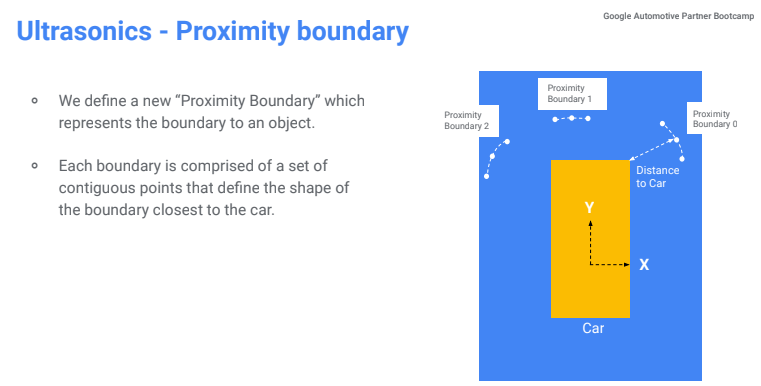 Google Automotive Partner Bootcamp
Ultrasonics - Proximity boundary
We define a new “Proximity Boundary” which
represents the boundary to an object.
Each boundary is comprised of a set of
contiguous points that define the shape of
the boundary closest to the car.
Proximity
Boundary 1
Proximity
Boundary 2
Proximity
Boundary 0
Distance
to Car
Y
X
Car